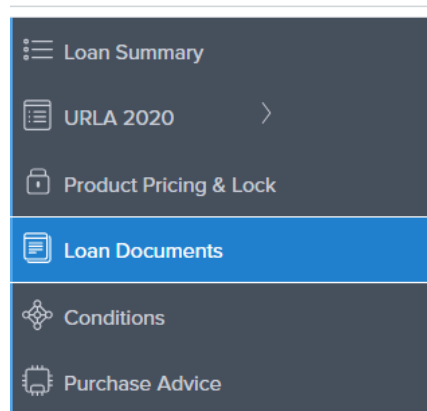 Loan Summary
URLA 2020
Product Pricing & Lock
Loan Documents
Conditions
Purchase Advice